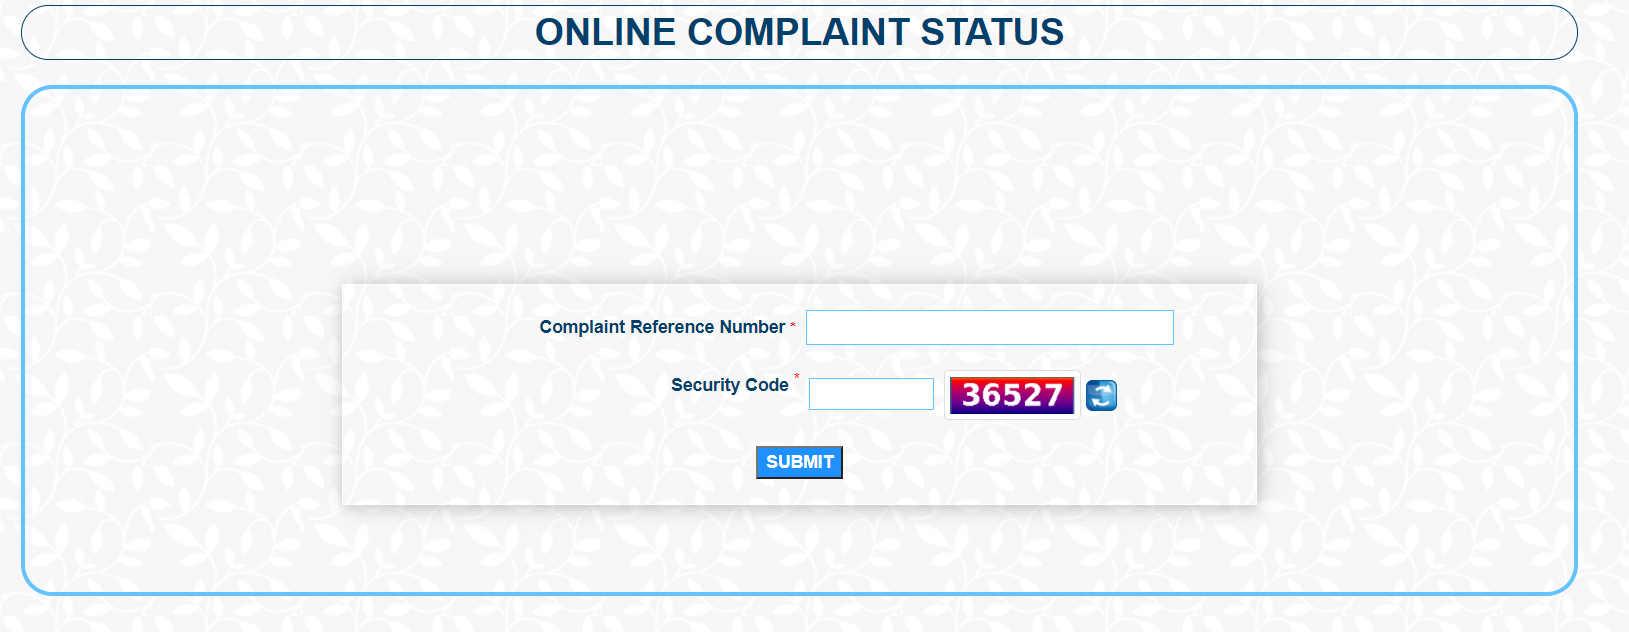 ONLINE COMPLAINT STATUS
Complaint Reference Number *
Security Code * 36527
SUBMIT